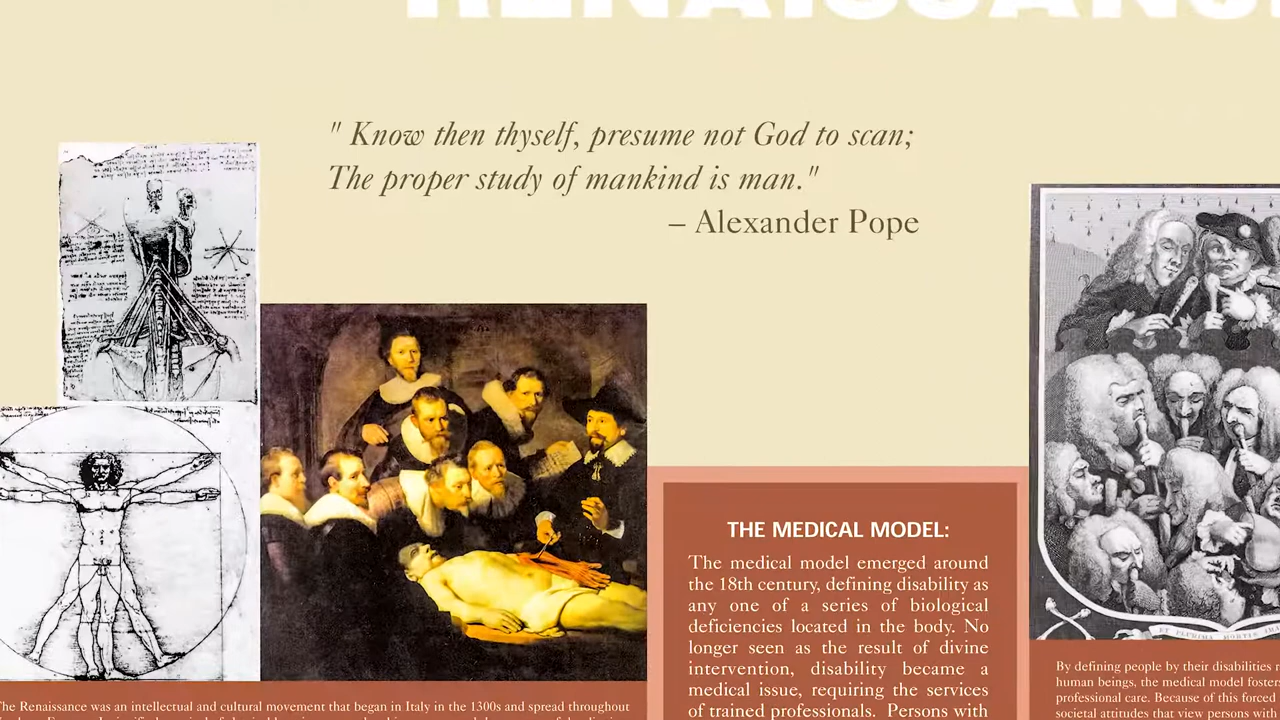 RENAISSANCE
" Know then thyself, presume not God to scan;
The proper study of mankind is man."
– Alexander Pope
THE MEDICAL MODEL:
The medical model emerged around
the 18th century, defining disability as
any one of a series of biological
deficiencies located in the body. No
longer seen as the result of divine
intervention, disability became a
medical issue, requiring the services
of trained professionals. Persons with
ET PLURIMA MORTIS IMA
By defining people by their disabilities r
human beings, the medical model foster
professional care. Because of this forced
societal attitudes that view persons with
The Renaissance was an intellectual and cultural movement that began in Italy in the 1300s and spread throughout